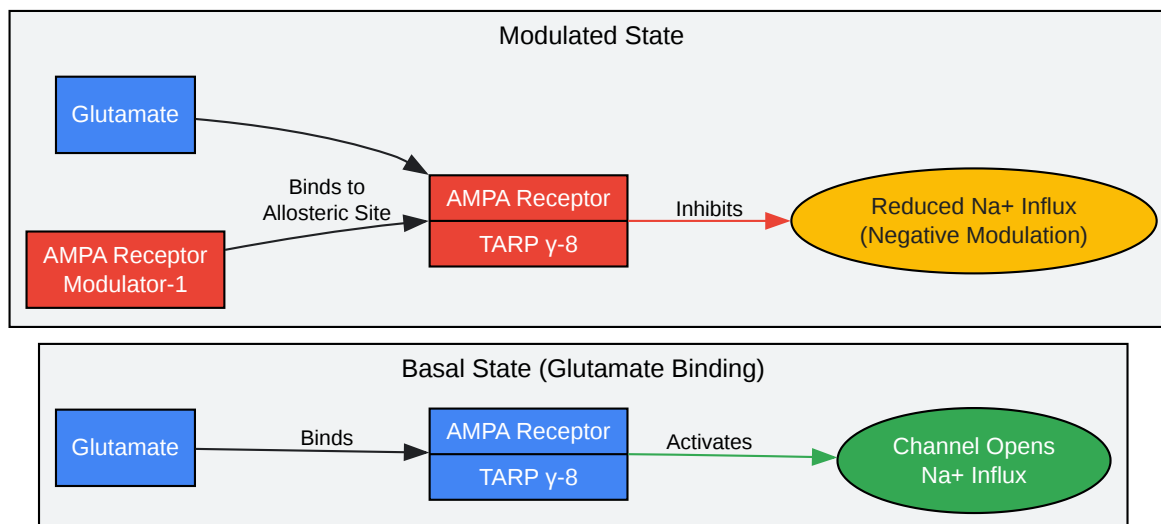 Modulated State
Glutamate
Binds to
Allosteric Site
AMPA Receptor
Modulator-1
AMPA Receptor
TARP γ-8
Inhibits
Reduced Na+ Influx
(Negative Modulation)
Basal State (Glutamate Binding)
Glutamate
Binds
AMPA Receptor
TARP γ-8
Activates
Channel Opens
Na+ Influx